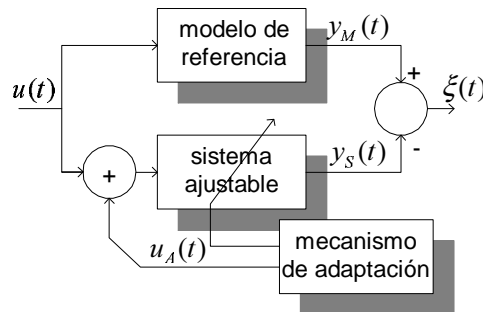 modelo de
referencia
y_M(t)
u(t)
+
ξ(t)
-
+
sistema
ajustable
y_S(t)
u_A(t)
mecanismo
de adaptación